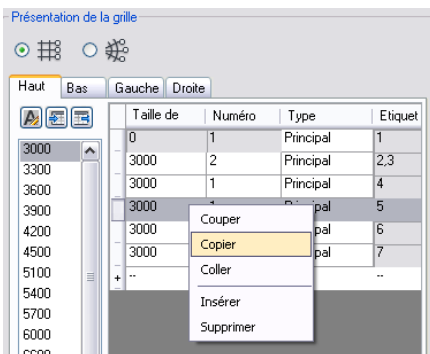 Présentation de la grille
Haut Bas Gauche Droite
Taille de Numéro Type Etiquet
0 1 Principal 1
3000 2 Principal 2,3
3000 1 Principal 4
3000 5
3000 6
3000 7
+ -- --
3000
3300
3600
3900
4200
4500
5100
5400
5700
6000
Couper
Copier
Coller
Insérer
Supprimer